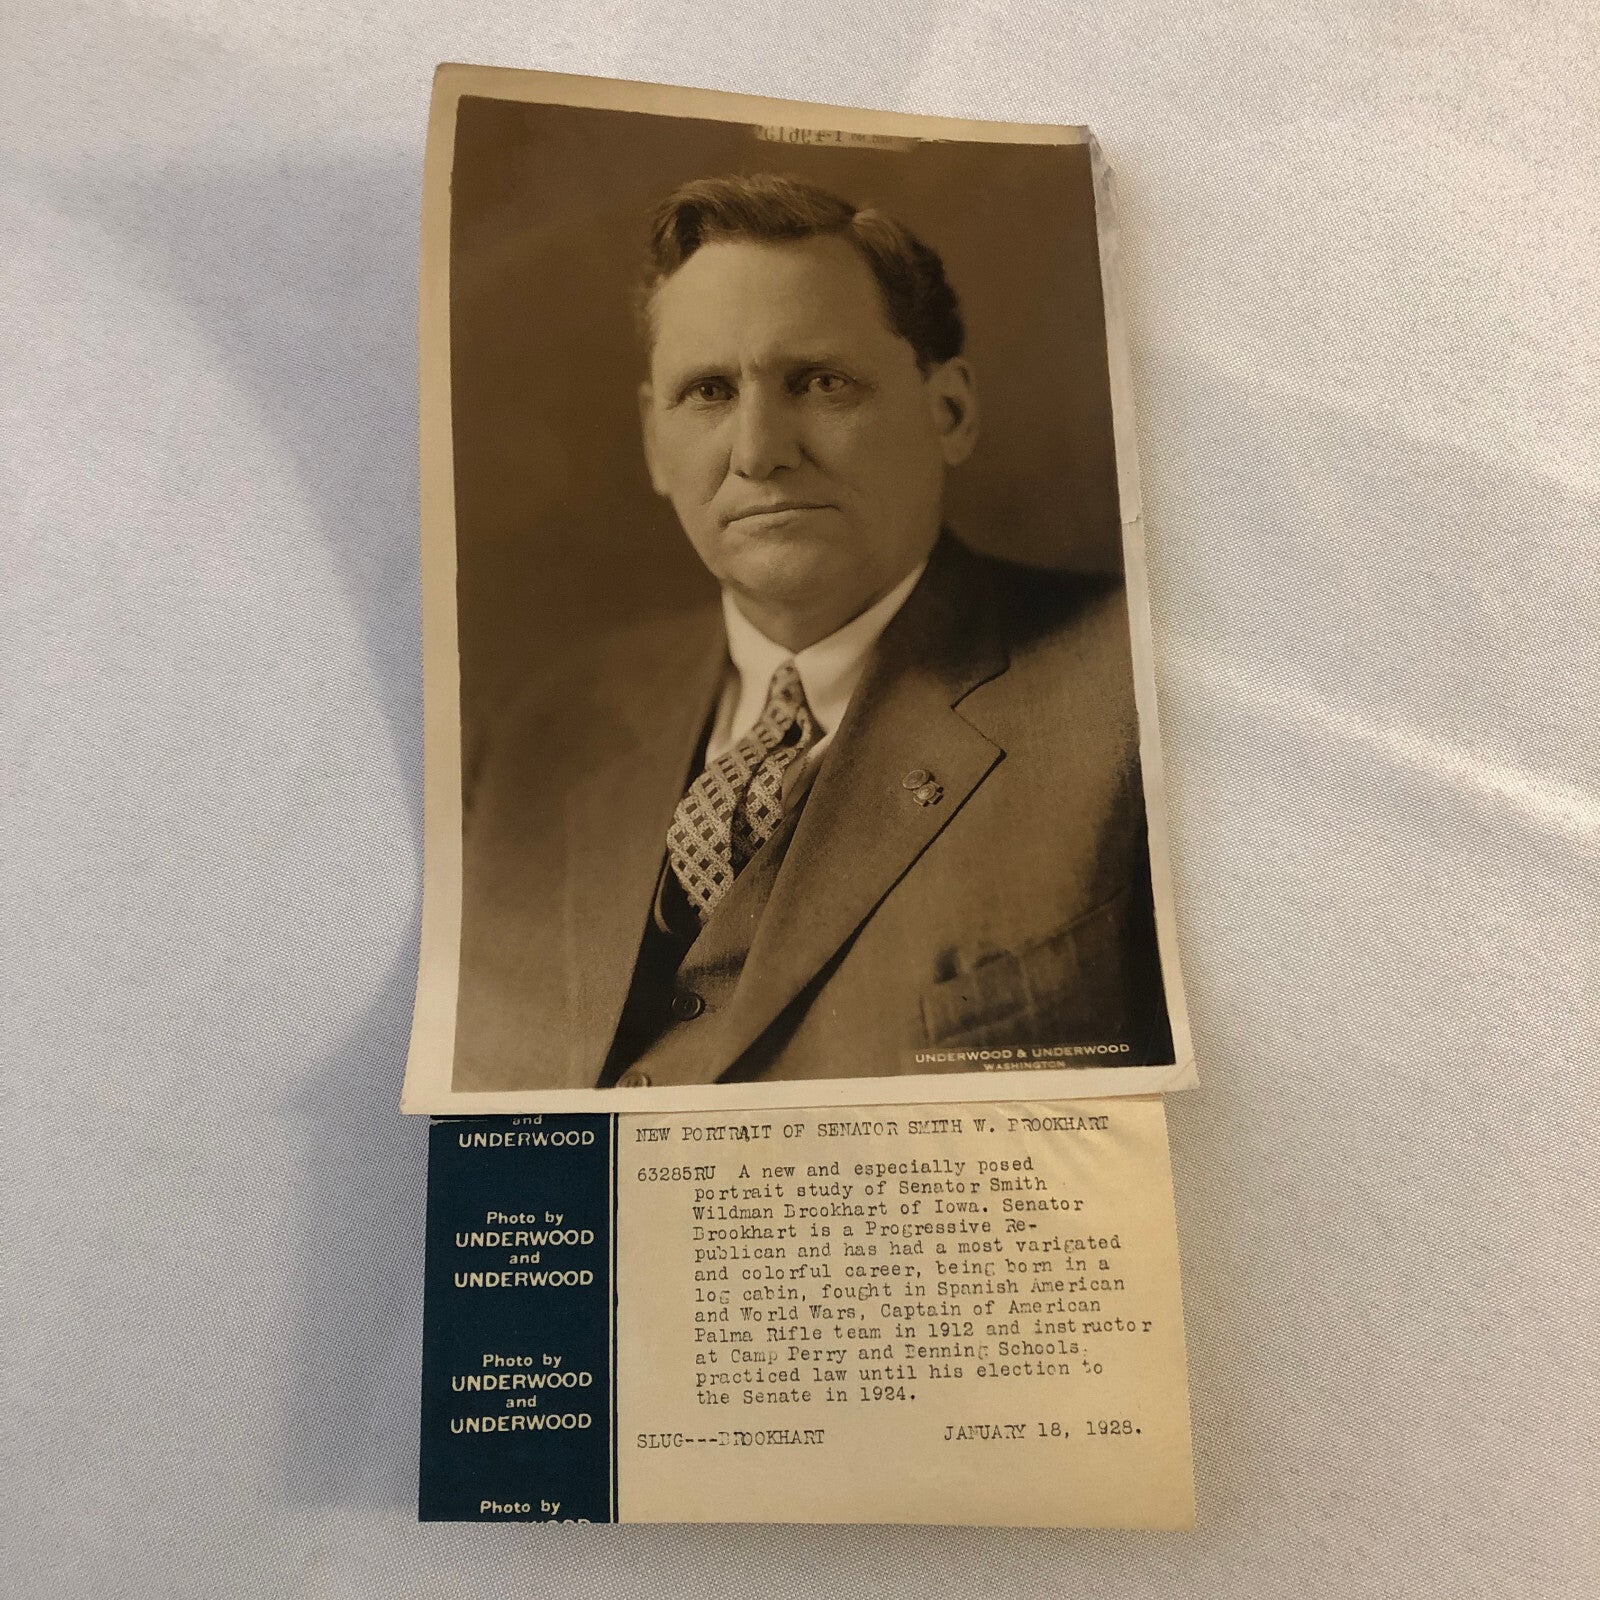 UNDERWOOD & UNDERWOOD
WASHINGTON
and
UNDERWOOD
Photo by
UNDERWOOD
and
UNDERWOOD
Photo by
UNDERWOOD
and
UNDERWOOD
Photo by
NEW PORTRAIT OF SENATOR SMITH W. BROOKHART
63285RU A new and especially posed
portrait study of Senator Smith
Wildman Brookhart of Iowa. Senator
Brookhart is a Progressive Re-
publican and has had a most varigated
and colorful career, being born in a
log cabin, fought in Spanish American
and World Wars, Captain of American
Palma Rifle team in 1912 and instructor
at Camp Perry and Benning Schools,
practiced law until his election to
the Senate in 1924.
SLUG---BROOKHART JANUARY 18, 1928.